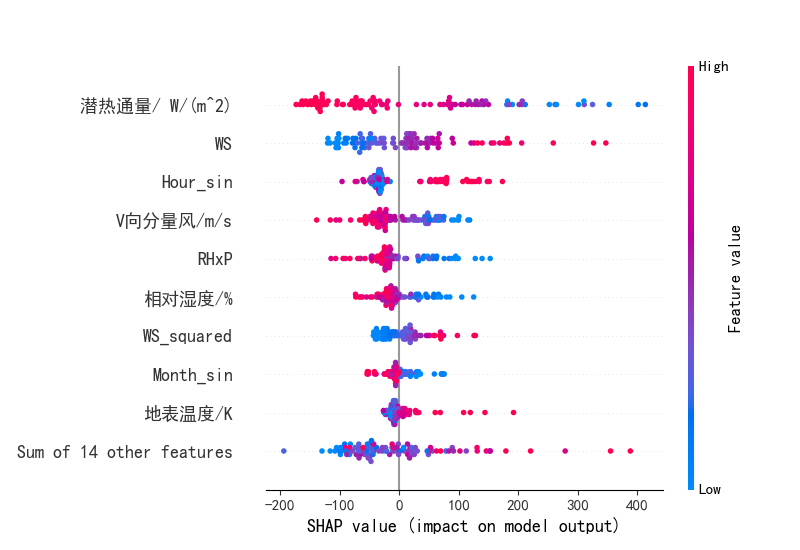 High
潜热通量/ W/(m^2)
WS
Hour_sin
V向分量风/m/s
RHxP
相对湿度/%
WS_squared
Month_sin
地表温度/K
Sum of 14 other features
Feature value
Low
−200 −100 0 100 200 300 400
SHAP value (impact on model output)